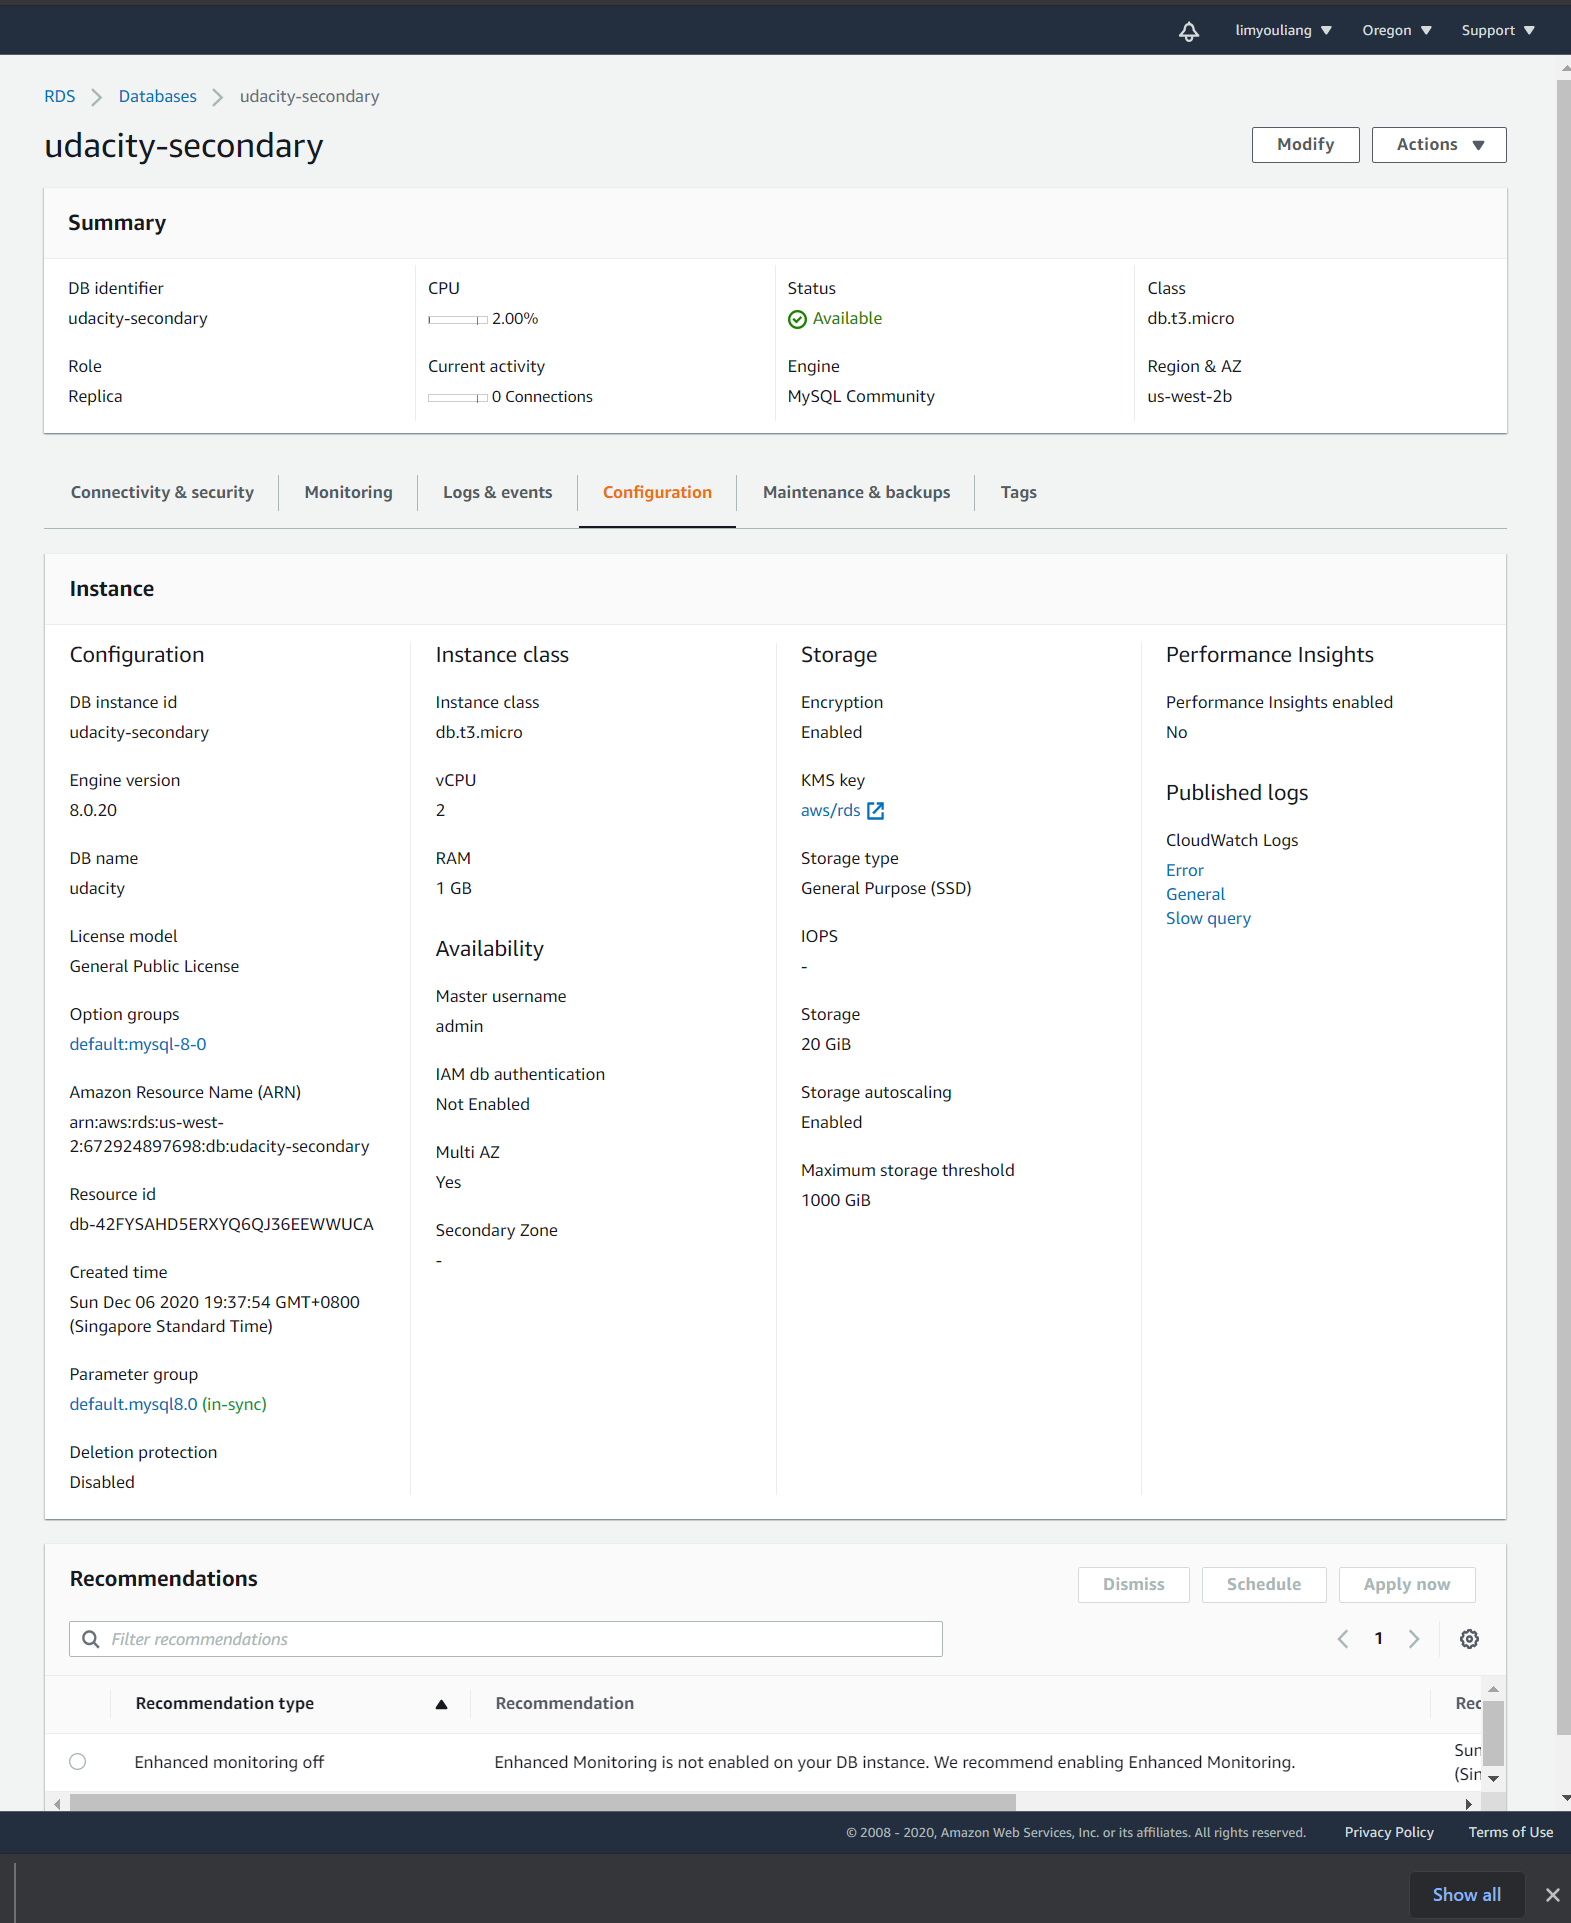 limyouliang Oregon Support
RDS Databases udacity-secondary
udacity-secondary
Modify Actions
Summary
DB identifier
udacity-secondary
CPU
2.00%
Status
Available
Class
db.t3.micro
Role
Replica
Current activity
0 Connections
Engine
MySQL Community
Region & AZ
us-west-2b
Connectivity & security Monitoring Logs & events Configuration Maintenance & backups Tags
Instance
Configuration
DB instance id
udacity-secondary
Engine version
8.0.20
DB name
udacity
License model
General Public License
Option groups
default:mysql-8-0
Amazon Resource Name (ARN)
arn:aws:rds:us-west-
2:672924897698:db:udacity-secondary
Resource id
db-42FYSAHD5ERXYQ6QJ36EEWWUCA
Created time
Sun Dec 06 2020 19:37:54 GMT+0800
(Singapore Standard Time)
Parameter group
default.mysql8.0 (in-sync)
Deletion protection
Disabled
Instance class
Instance class
db.t3.micro
vCPU
2
RAM
1 GB
Availability
Master username
admin
IAM db authentication
Not Enabled
Multi AZ
Yes
Secondary Zone
-
Storage
Encryption
Enabled
KMS key
aws/rds
Storage type
General Purpose (SSD)
IOPS
-
Storage
20 GiB
Storage autoscaling
Enabled
Maximum storage threshold
1000 GiB
Performance Insights
Performance Insights enabled
No
Published logs
CloudWatch Logs
Error
General
Slow query
Recommendations
Dismiss Schedule Apply now
Filter recommendations
1
Recommendation type Recommendation Rec
Enhanced monitoring off Enhanced Monitoring is not enabled on your DB instance. We recommend enabling Enhanced Monitoring. Sun
(Sin
© 2008 - 2020, Amazon Web Services, Inc. or its affiliates. All rights reserved. Privacy Policy Terms of Use
Show all